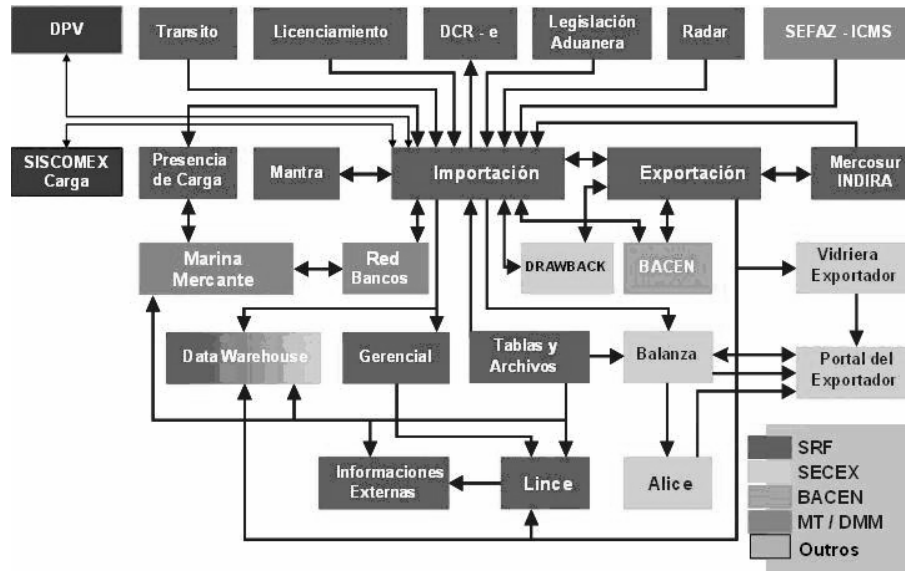 DPV
Transito
Licenciamiento
DCR - e
Legislación
Aduanera
Radar
SEFAZ - ICMS
SISCOMEX
Carga
Presencia
de Carga
Mantra
Importación
Exportación
Mercosur
INDIRA
Marina
Mercante
Red
Bancos
DRAWBACK
BACEN
Vidriera
Exportador
Data Warehouse
Gerencial
Tablas y
Archivos
Balanza
Portal del
Exportador
Informaciones
Externas
Lince
Alice
SRF
SECEX
BACEN
MT / DMM
Outros